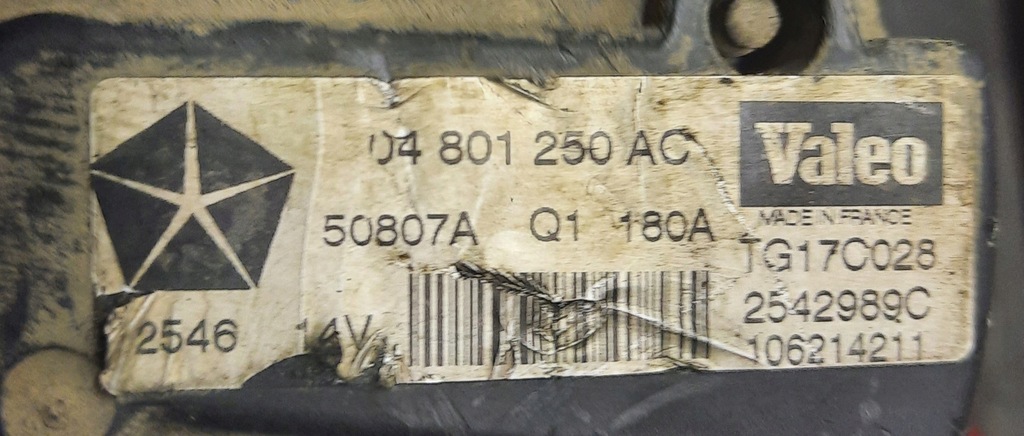 04 801 250 AC
Valeo
MADE IN FRANCE
50807A Q1 180A
TG17C028
2542989C
2546 14V
106214211